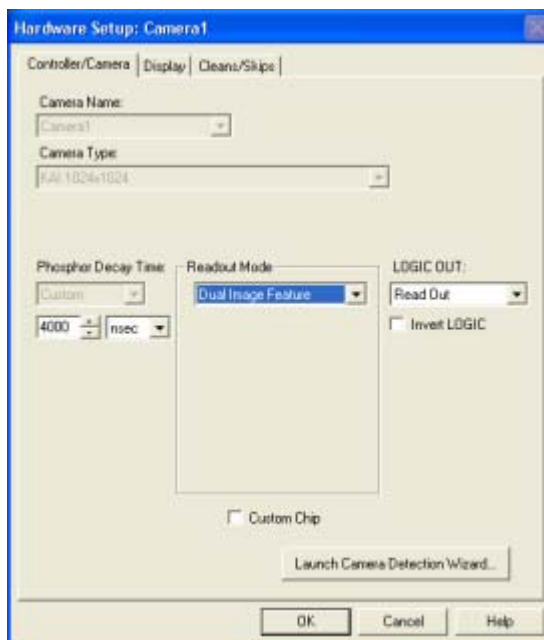 Hardware Setup: Camera1
Controller/Camera Display Cleans/Skips
Camera Name:
Camera1
Camera Type:
KAI 1024x1024
Phosphor Decay Time: Readout Mode LOGIC OUT:
Custom Dual Image Feature Read Out
4000 nsec Invert LOGIC
Custom Chip
Launch Camera Detection Wizard...
OK Cancel Help